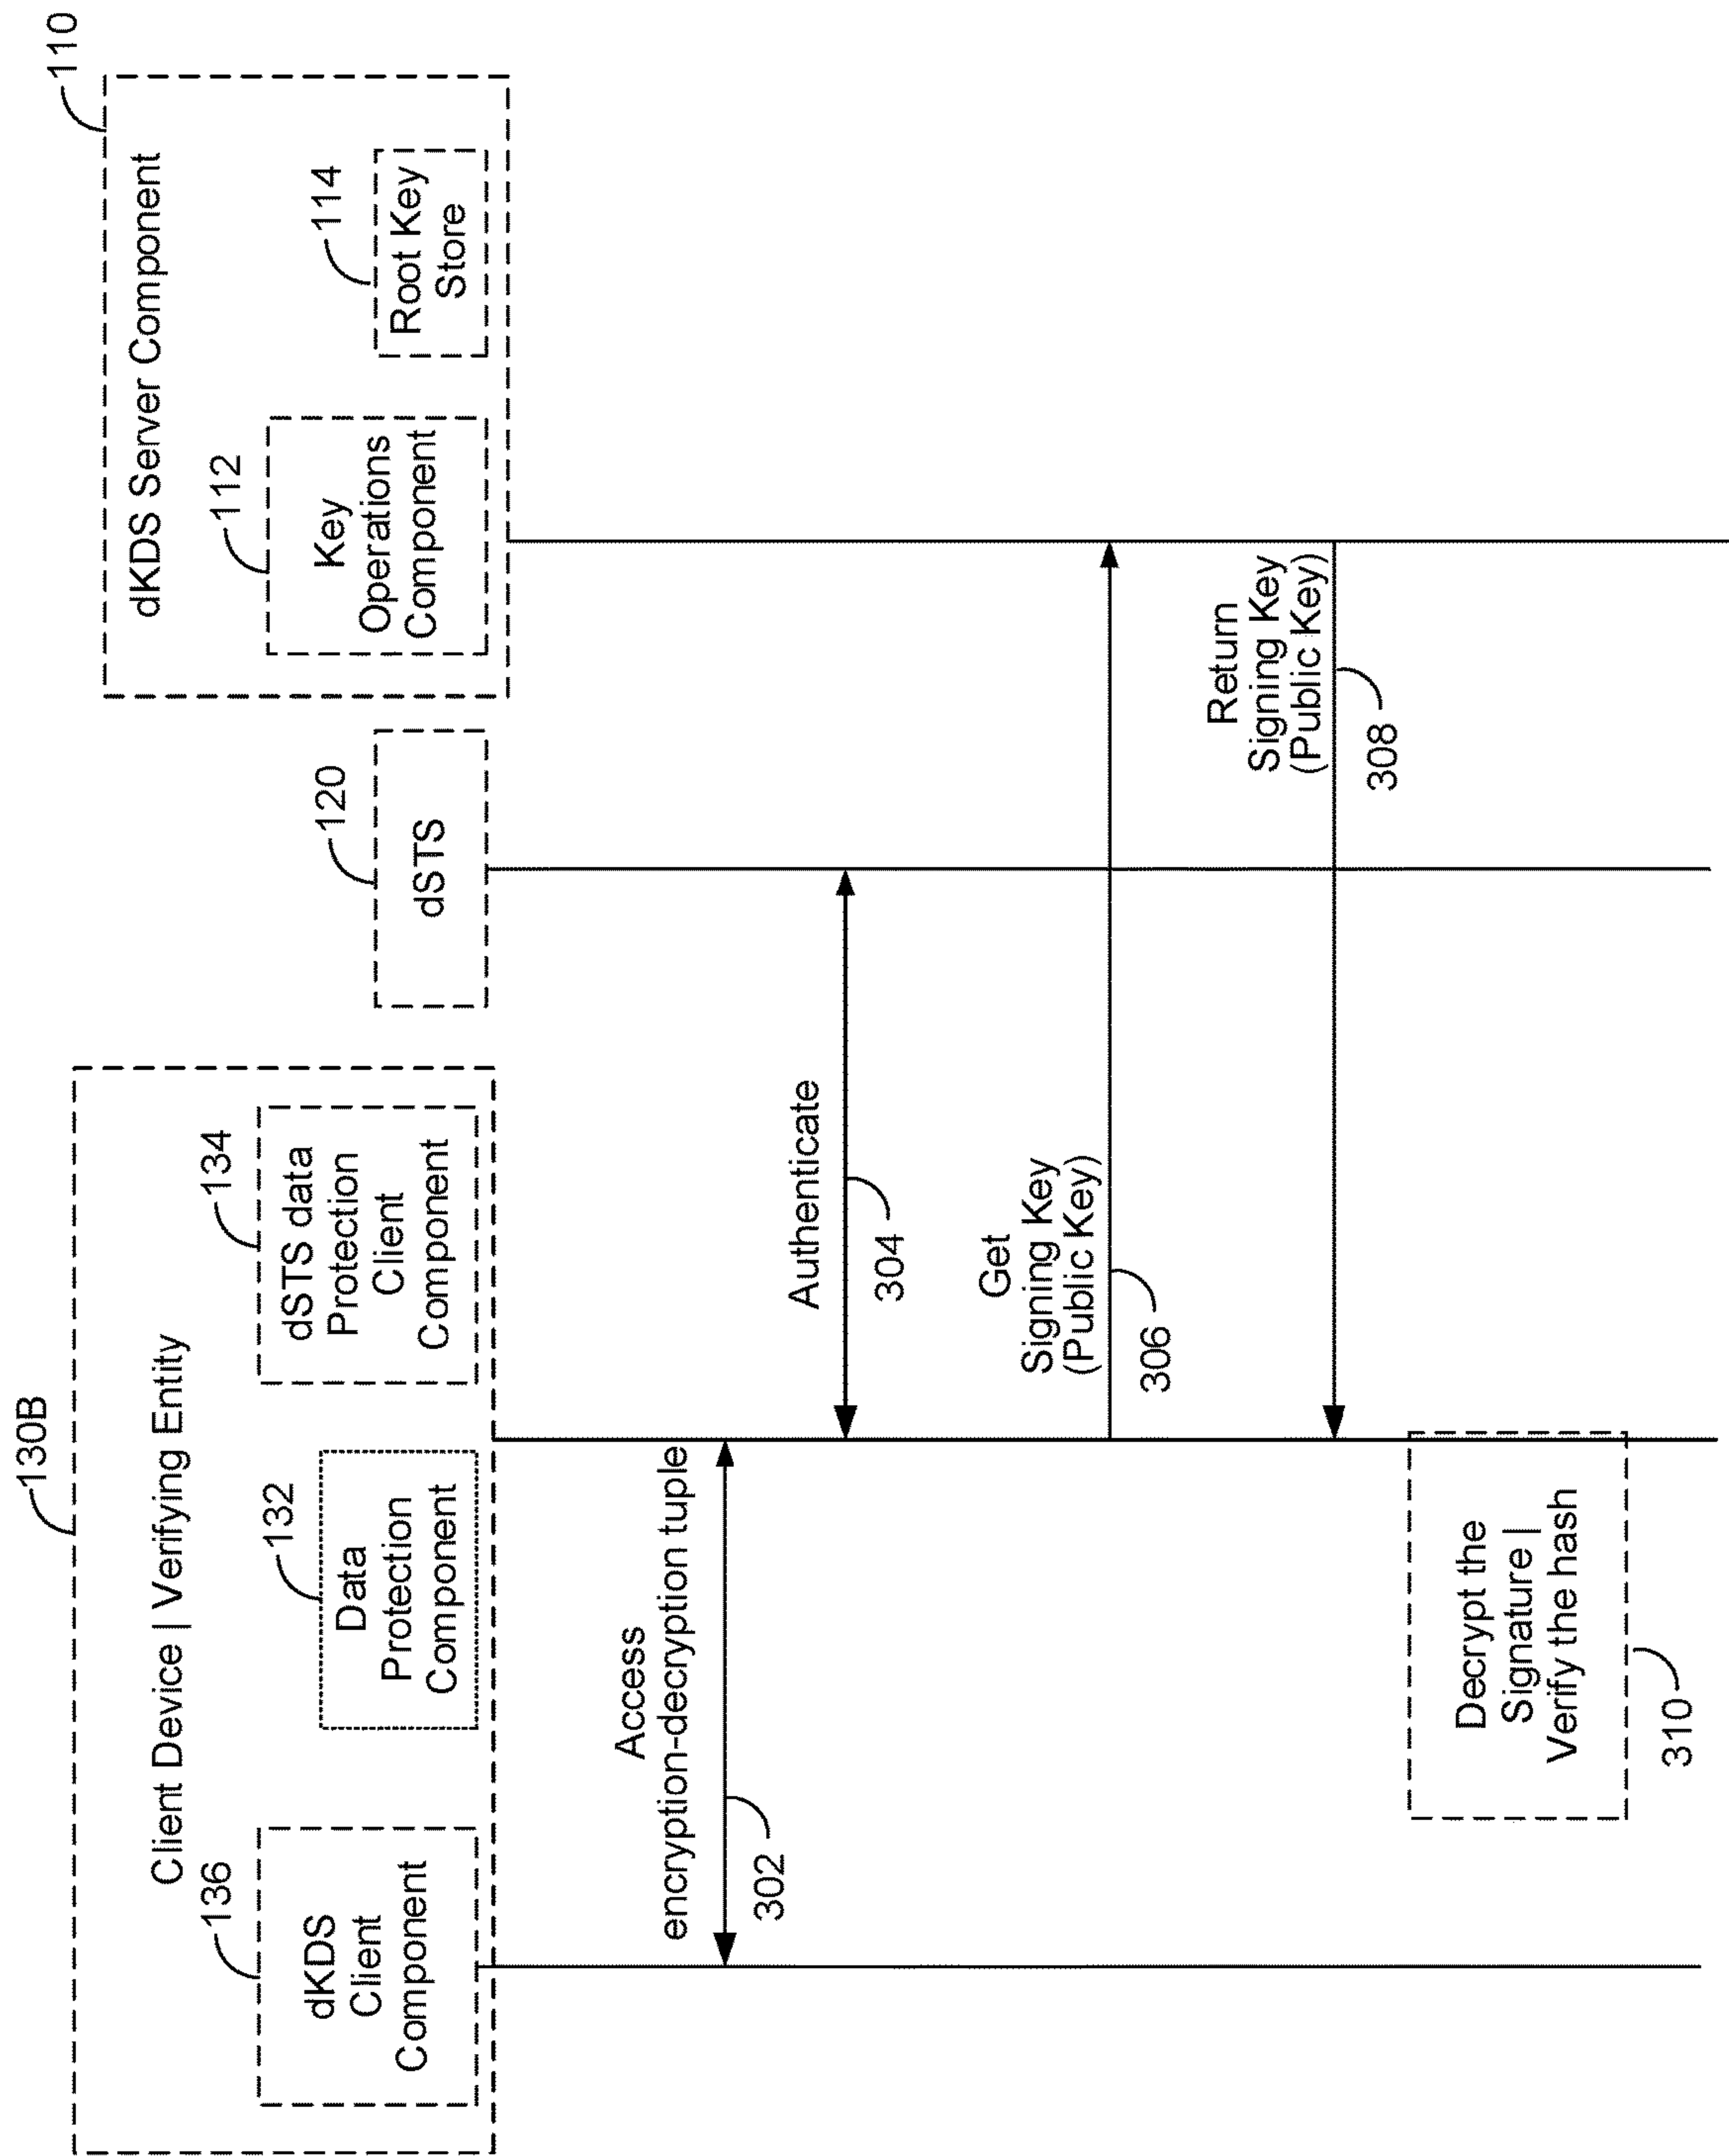 130B
Client Device | Verifying Entity
136
dKDS
Client
Component
132
Data
Protection
Component
134
dSTS data
Protection
Client
Component
120
dSTS
110
dKDS Server Component
112
Key
Operations
Component
114
Root Key
Store
Access
encryption-decryption tuple
302
Authenticate
304
Get
Signing Key
(Public Key)
306
Return
Signing Key
(Public Key)
308
Decrypt the
Signature |
Verify the hash
310